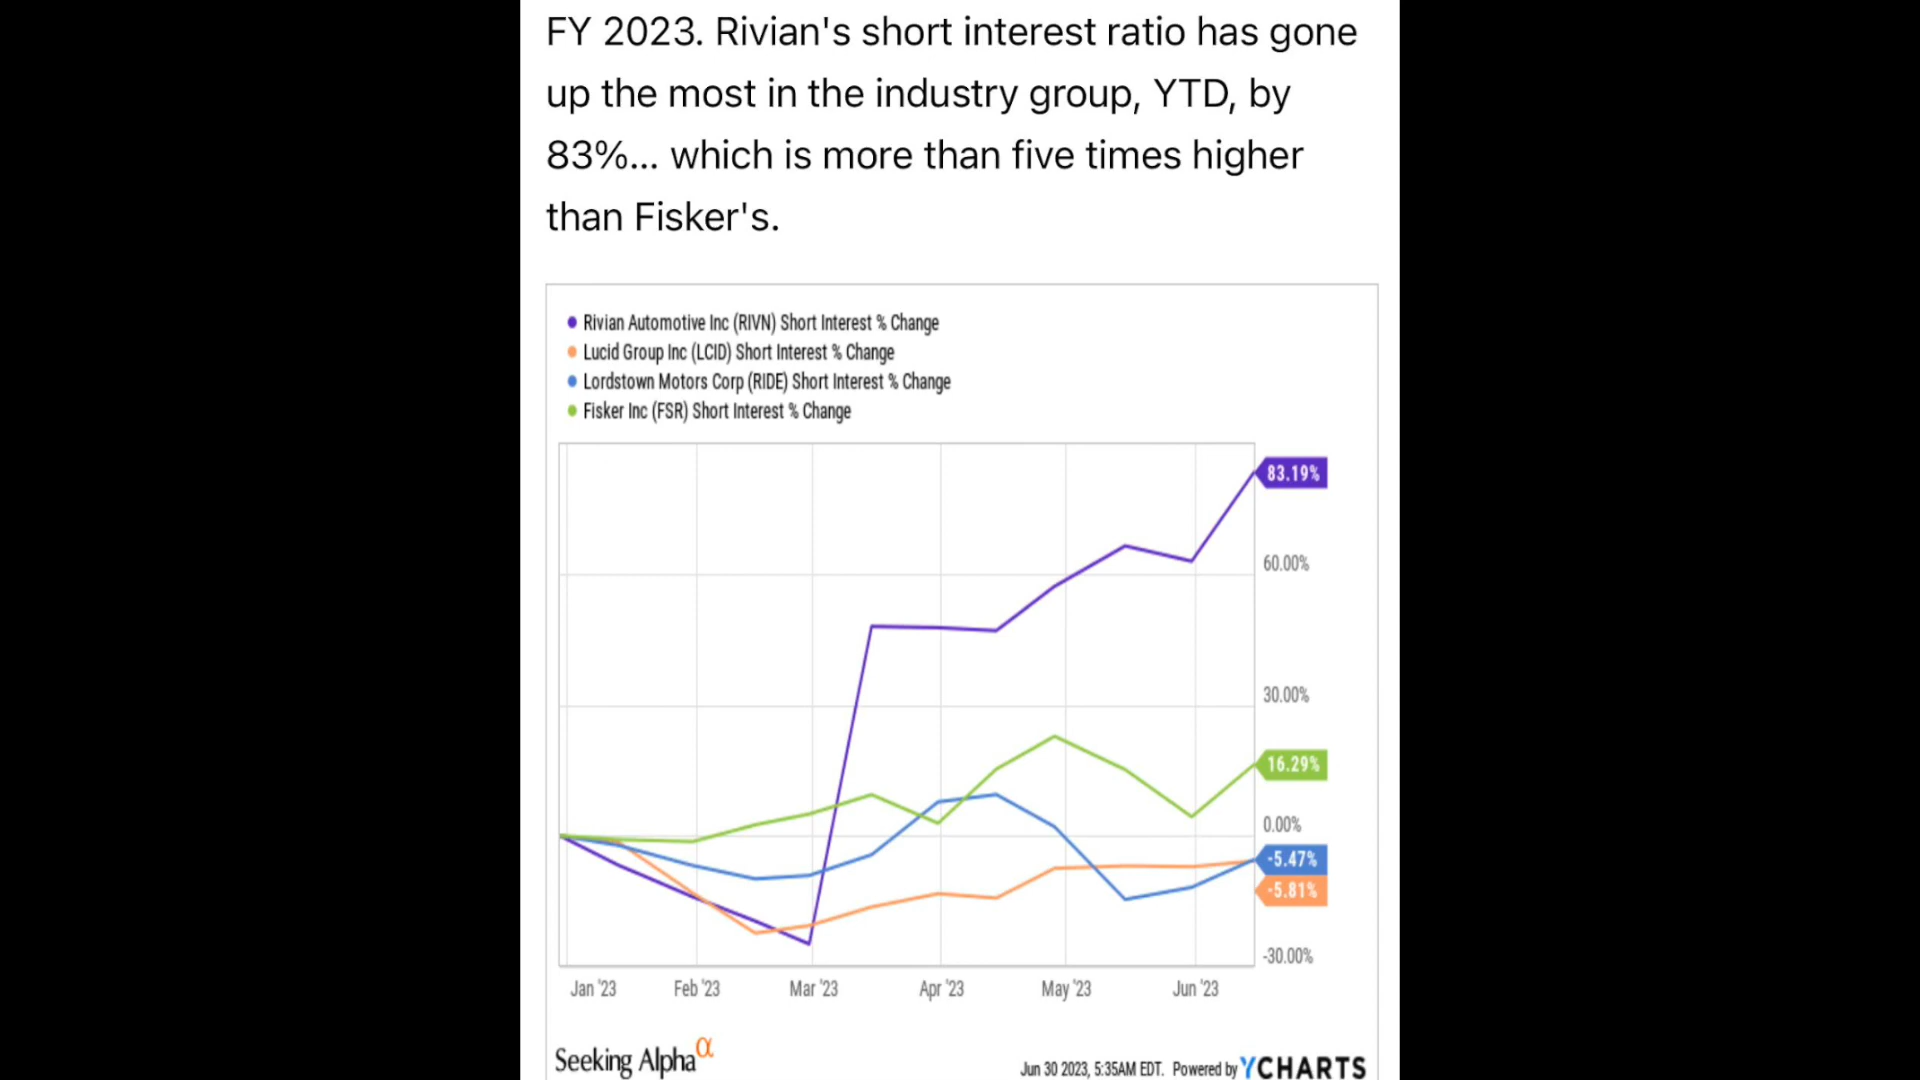 FY 2023. Rivian's short interest ratio has gone
up the most in the industry group, YTD, by
83%... which is more than five times higher
than Fisker's.
Rivian Automotive Inc (RIVN) Short Interest % Change
Lucid Group Inc (LCID) Short Interest % Change
Lordstown Motors Corp (RIDE) Short Interest % Change
Fisker Inc (FSR) Short Interest % Change
83.19%
60.00%
30.00%
16.29%
0.00%
-5.47%
-5.81%
-30.00%
Jan '23 Feb '23 Mar '23 Apr '23 May '23 Jun '23
Seeking Alpha α
Jun 30 2023, 5:35AM EDT. Powered by YCHARTS